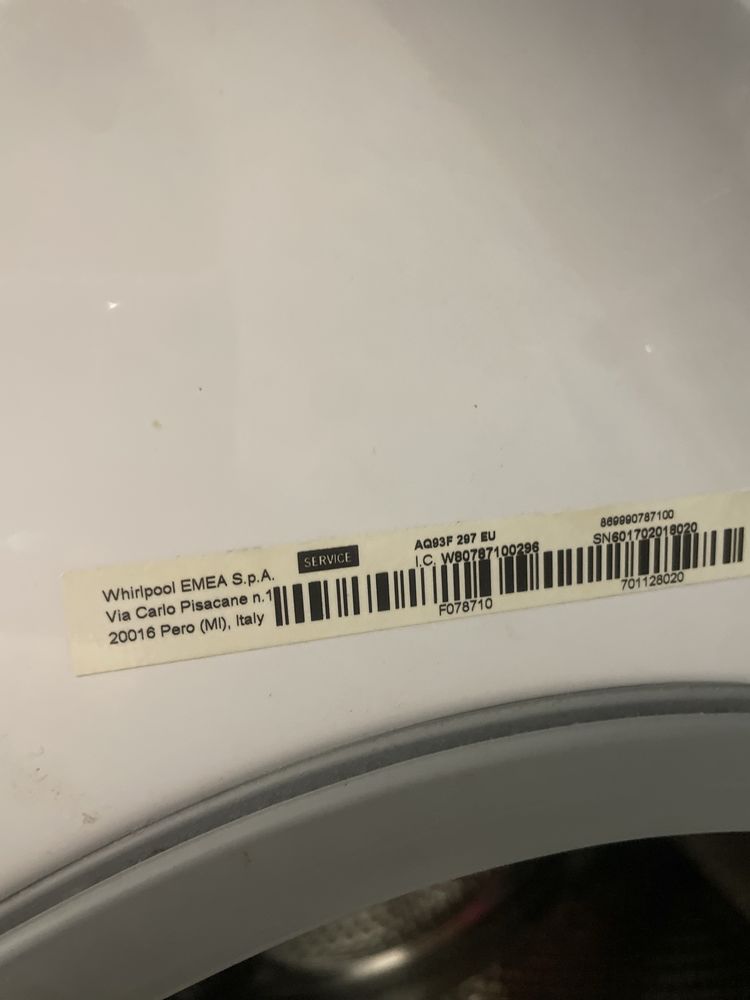 Whirlpool EMEA S.p.A.
Via Carlo Pisacane n.1
20016 Pero (MI), Italy
SERVICE
AQ93F 297 EU
I.C. W80787100296
F078710
869990787100
SN601702018020
701128020